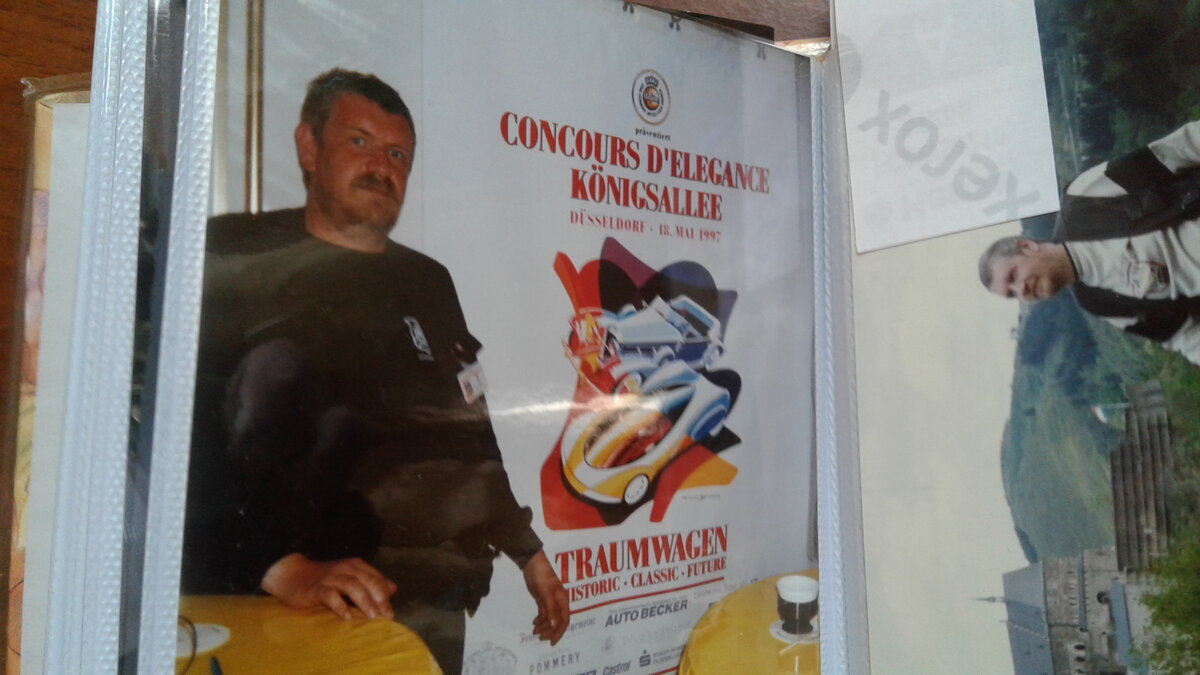 präsentiert
CONCOURS D'ELEGANCE
KÖNIGSALLEE
DÜSSELDORF · 18. MAI 1997
TRAUMWAGEN
HISTORIC · CLASSIC · FUTURE
AUTO BECKER
POMMERY
Castrol
xerox